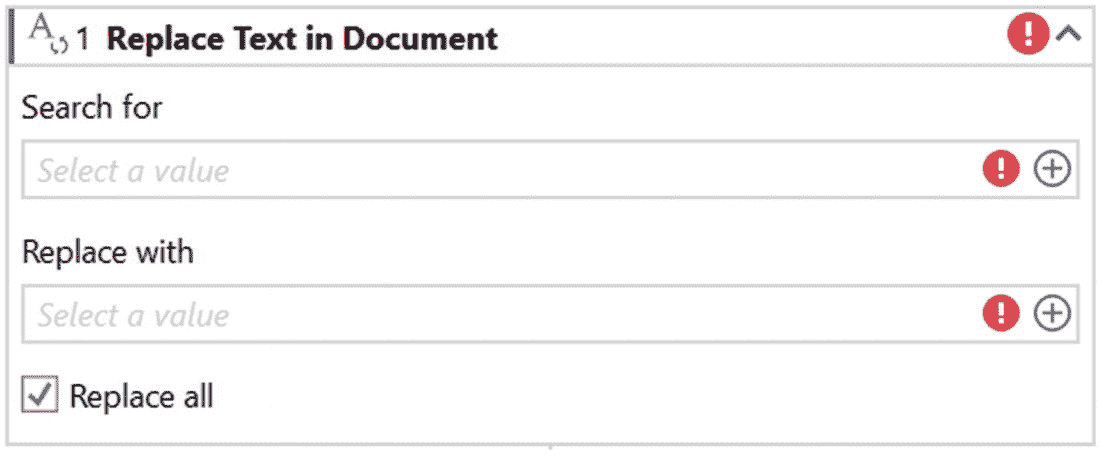 1 Replace Text in Document
Search for
Select a value
Replace with
Select a value
Replace all